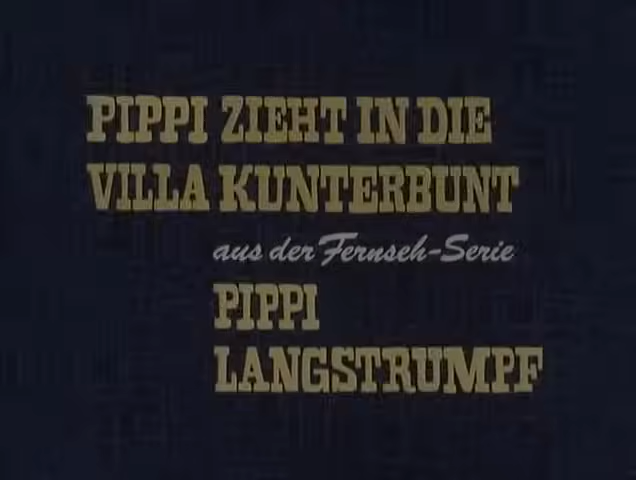 PIPPI ZIEHT IN DIE
VILLA KUNTERBUNT
aus der Fernseh-Serie
PIPPI
LANGSTRUMPF